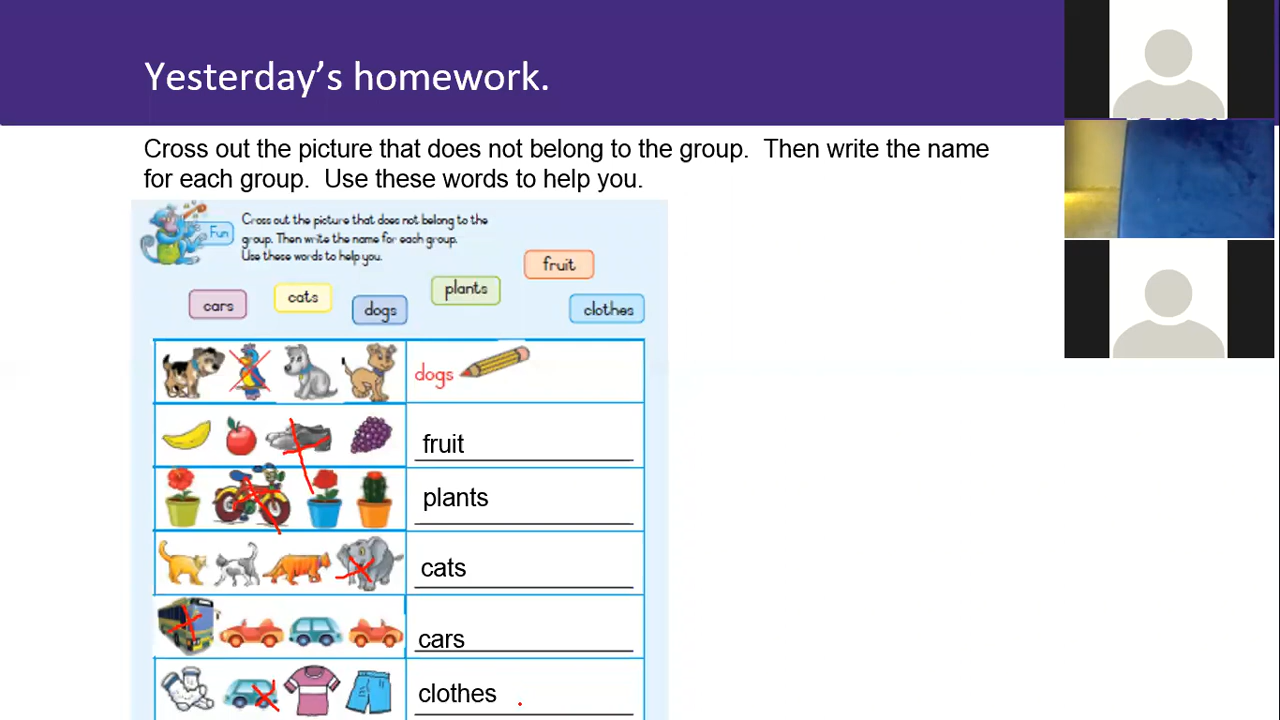 Yesterday's homework.
Cross out the picture that does not belong to the group. Then write the name
for each group. Use these words to help you.
Fun
Cross out the picture that does not belong to the
group. Then write the name for each group.
Use these words to help you.
fruit
plants
cars
cats
dogs
clothes
dogs
fruit
plants
cats
cars
clothes